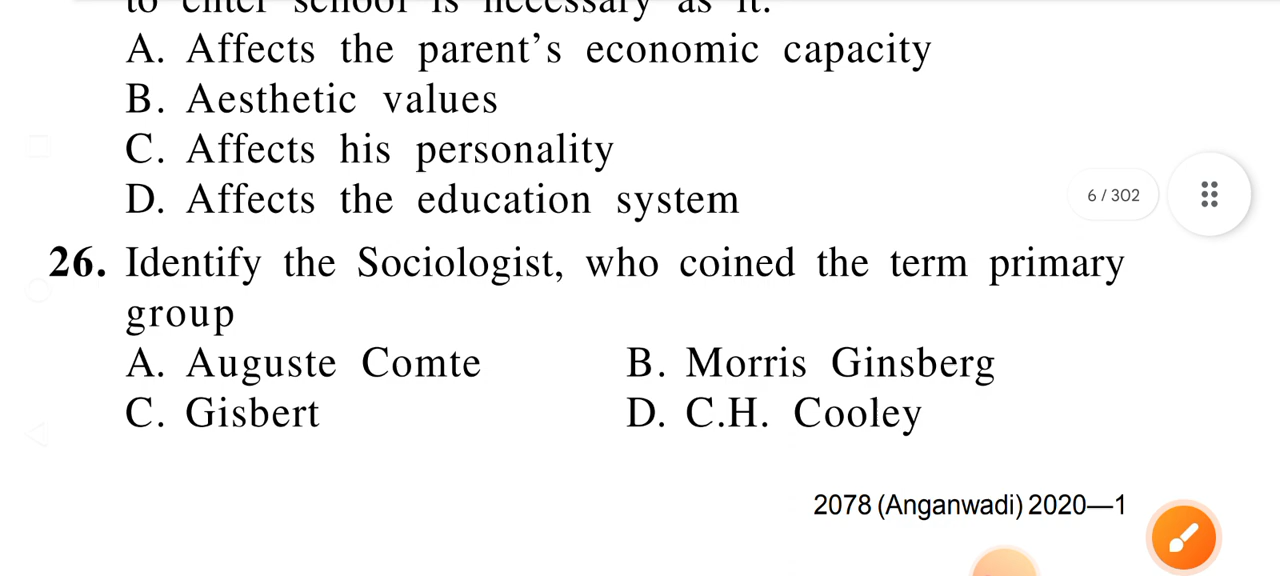 to enter school is necessary as it:
A. Affects the parent's economic capacity
B. Aesthetic values
C. Affects his personality
D. Affects the education system
6 / 302
26. Identify the Sociologist, who coined the term primary
group
A. Auguste Comte B. Morris Ginsberg
C. Gisbert D. C.H. Cooley
2078 (Anganwadi) 2020—1